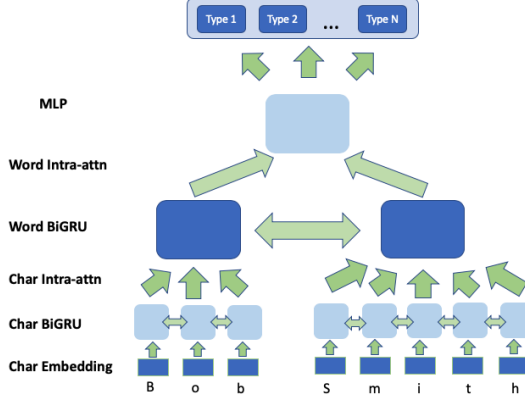 Type 1 Type 2 ... Type N
MLP
Word Intra-attn
Word BiGRU
Char Intra-attn
Char BiGRU
Char Embedding
B o b S m i t h